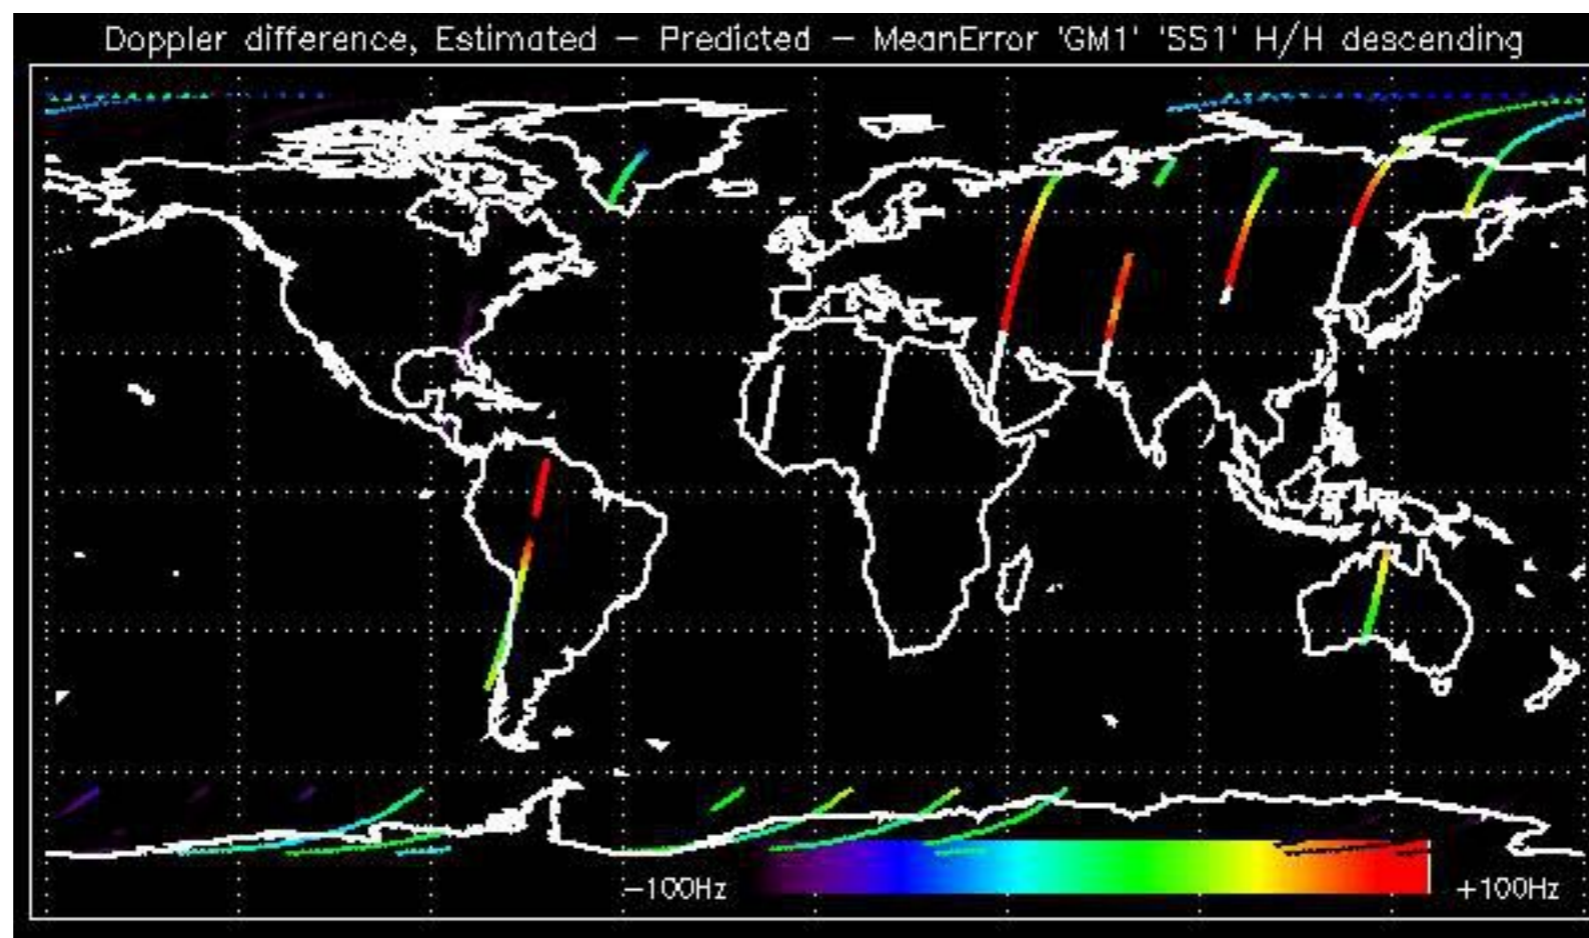 Doppler difference, Estimated – Predicted – MeanError 'GM1' 'SS1' H/H descending
–100Hz
+100Hz